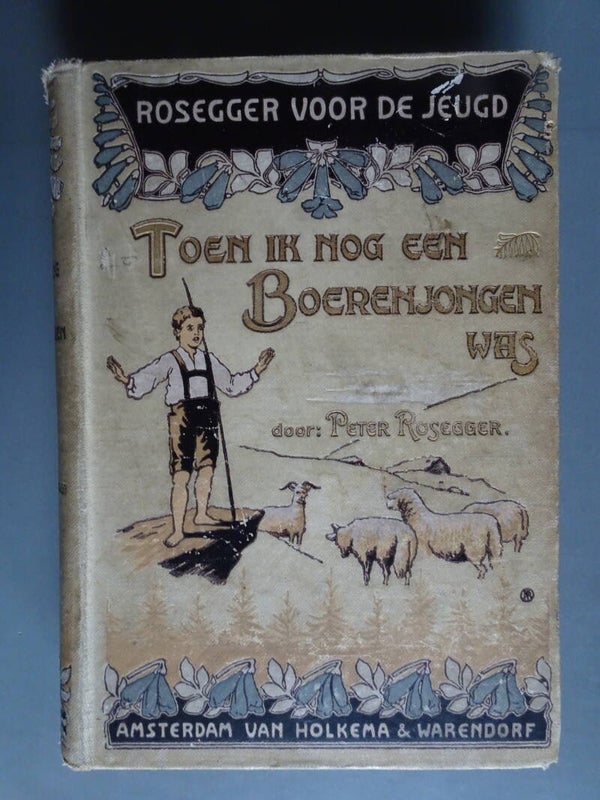 ROSEGGER VOOR DE JEUGD
TOEN IK NOG EEN
BOERENJONGEN
WAS
door: PETER ROSEGGER.
AMSTERDAM VAN HOLKEMA & WARENDORF